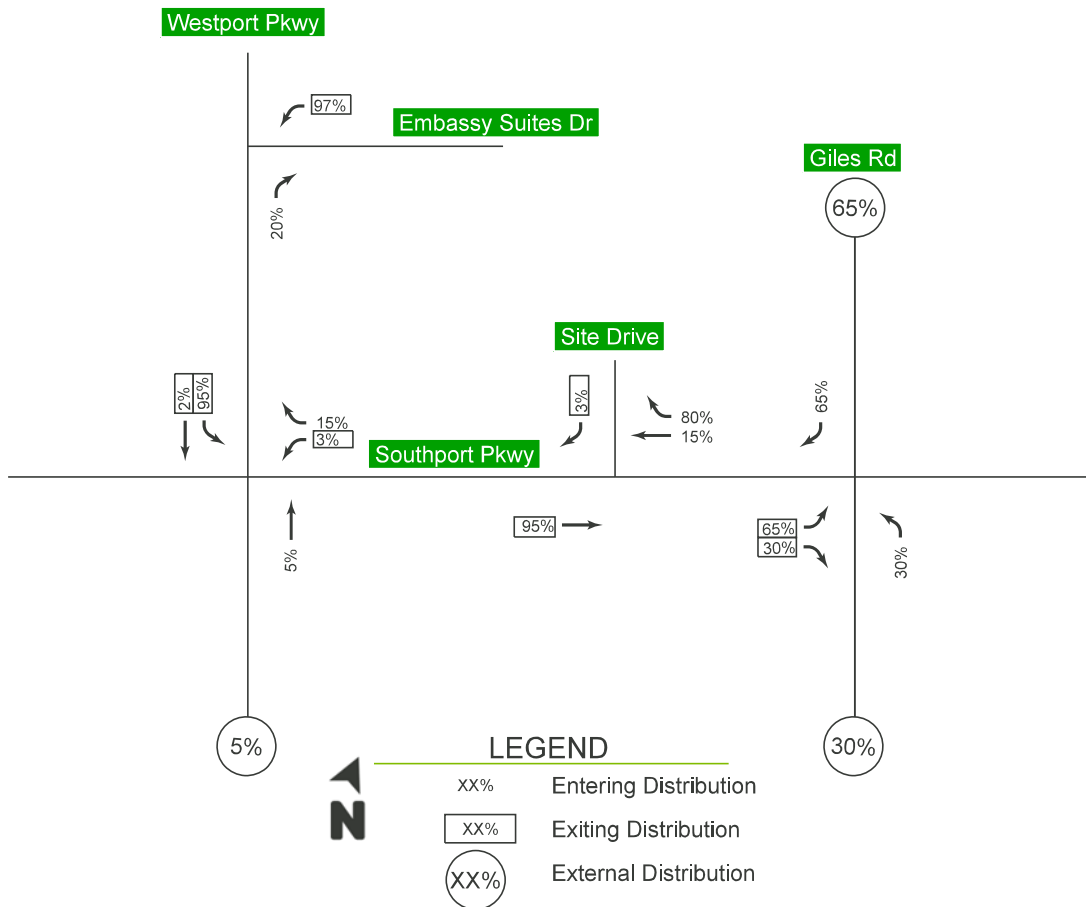 Westport Pkwy
97%
Embassy Suites Dr
Giles Rd
65%
20%
Site Drive
2%
95%
15%
3%
3%
80%
15%
65%
Southport Pkwy
5%
95%
65%
30%
30%
5%
30%
LEGEND
N
XX%
Entering Distribution
XX%
Exiting Distribution
XX%
External Distribution